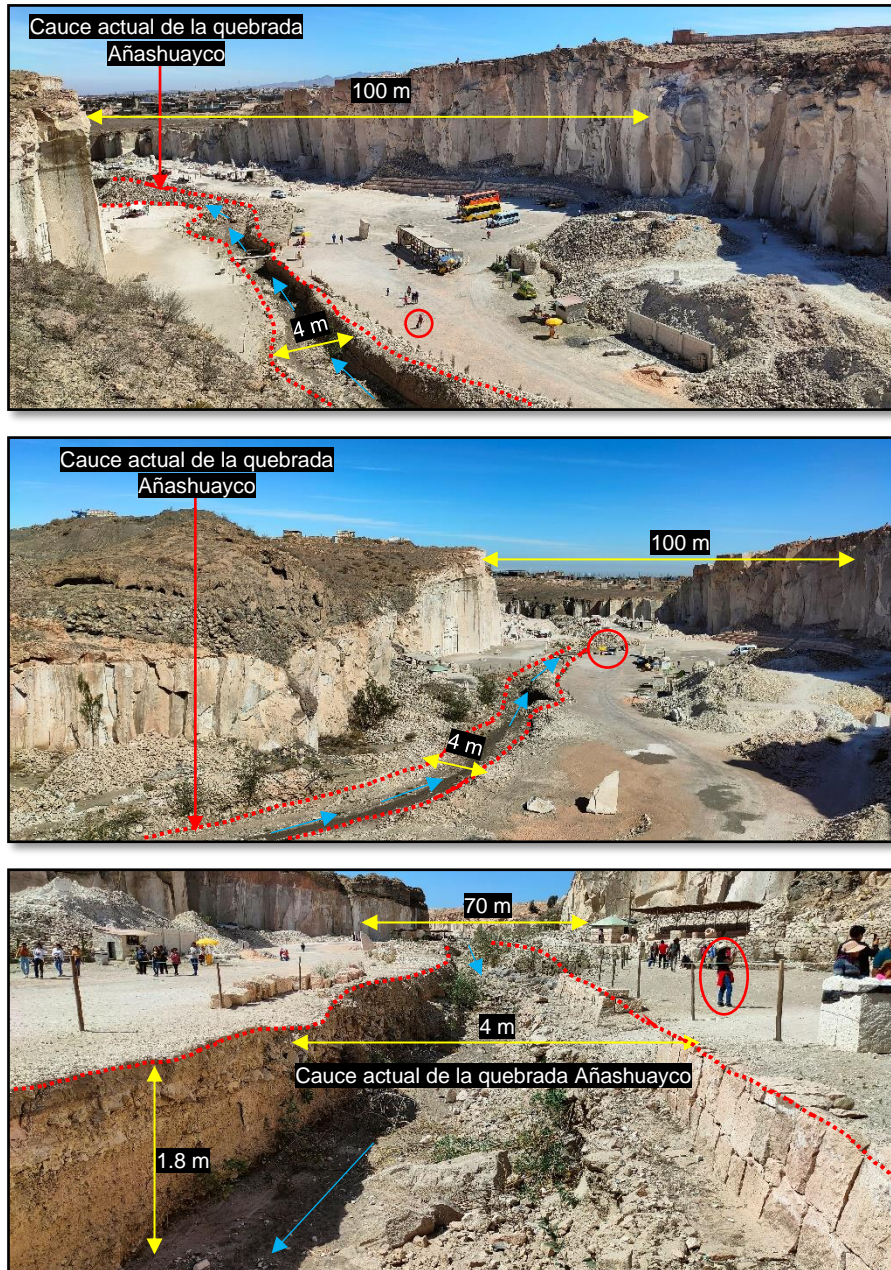 Cauce actual de la quebrada
Añashuayco
100 m
4 m
Cauce actual de la quebrada
Añashuayco
100 m
4 m
70 m
4 m
Cauce actual de la quebrada Añashuayco
1.8 m